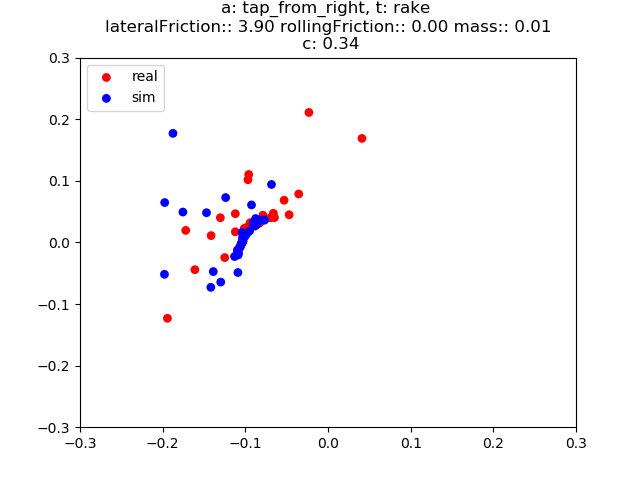 a: tap_from_right, t: rake
lateralFriction:: 3.90 rollingFriction:: 0.00 mass:: 0.01
c: 0.34
0.3
real
sim
0.2
0.1
0.0
−0.1
−0.2
−0.3
−0.3 −0.2 −0.1 0.0 0.1 0.2 0.3